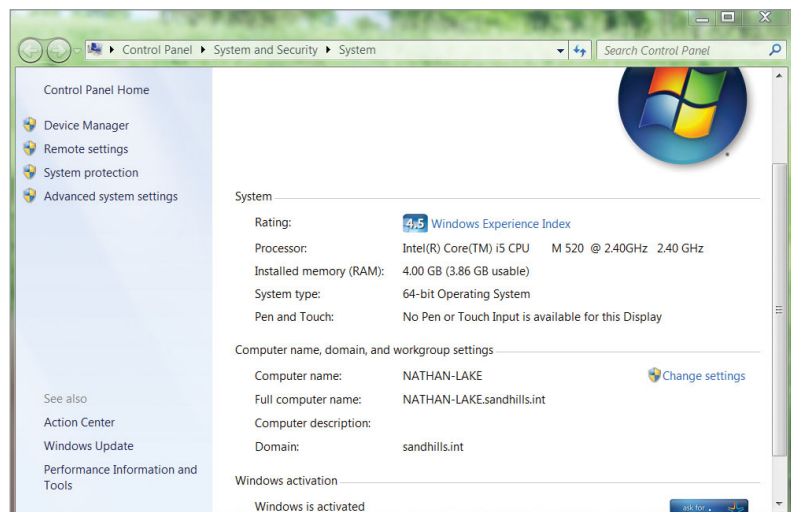 Control Panel System and Security System
Search Control Panel
Control Panel Home
Device Manager
Remote settings
System protection
Advanced system settings
See also
Action Center
Windows Update
Performance Information and
Tools
System
Rating: 4.5 Windows Experience Index
Processor: Intel(R) Core(TM) i5 CPU M 520 @ 2.40GHz 2.40 GHz
Installed memory (RAM): 4.00 GB (3.86 GB usable)
System type: 64-bit Operating System
Pen and Touch: No Pen or Touch Input is available for this Display
Computer name, domain, and workgroup settings
Computer name: NATHAN-LAKE Change settings
Full computer name: NATHAN-LAKE.sandhills.int
Computer description:
Domain: sandhills.int
Windows activation
Windows is activated
ask for